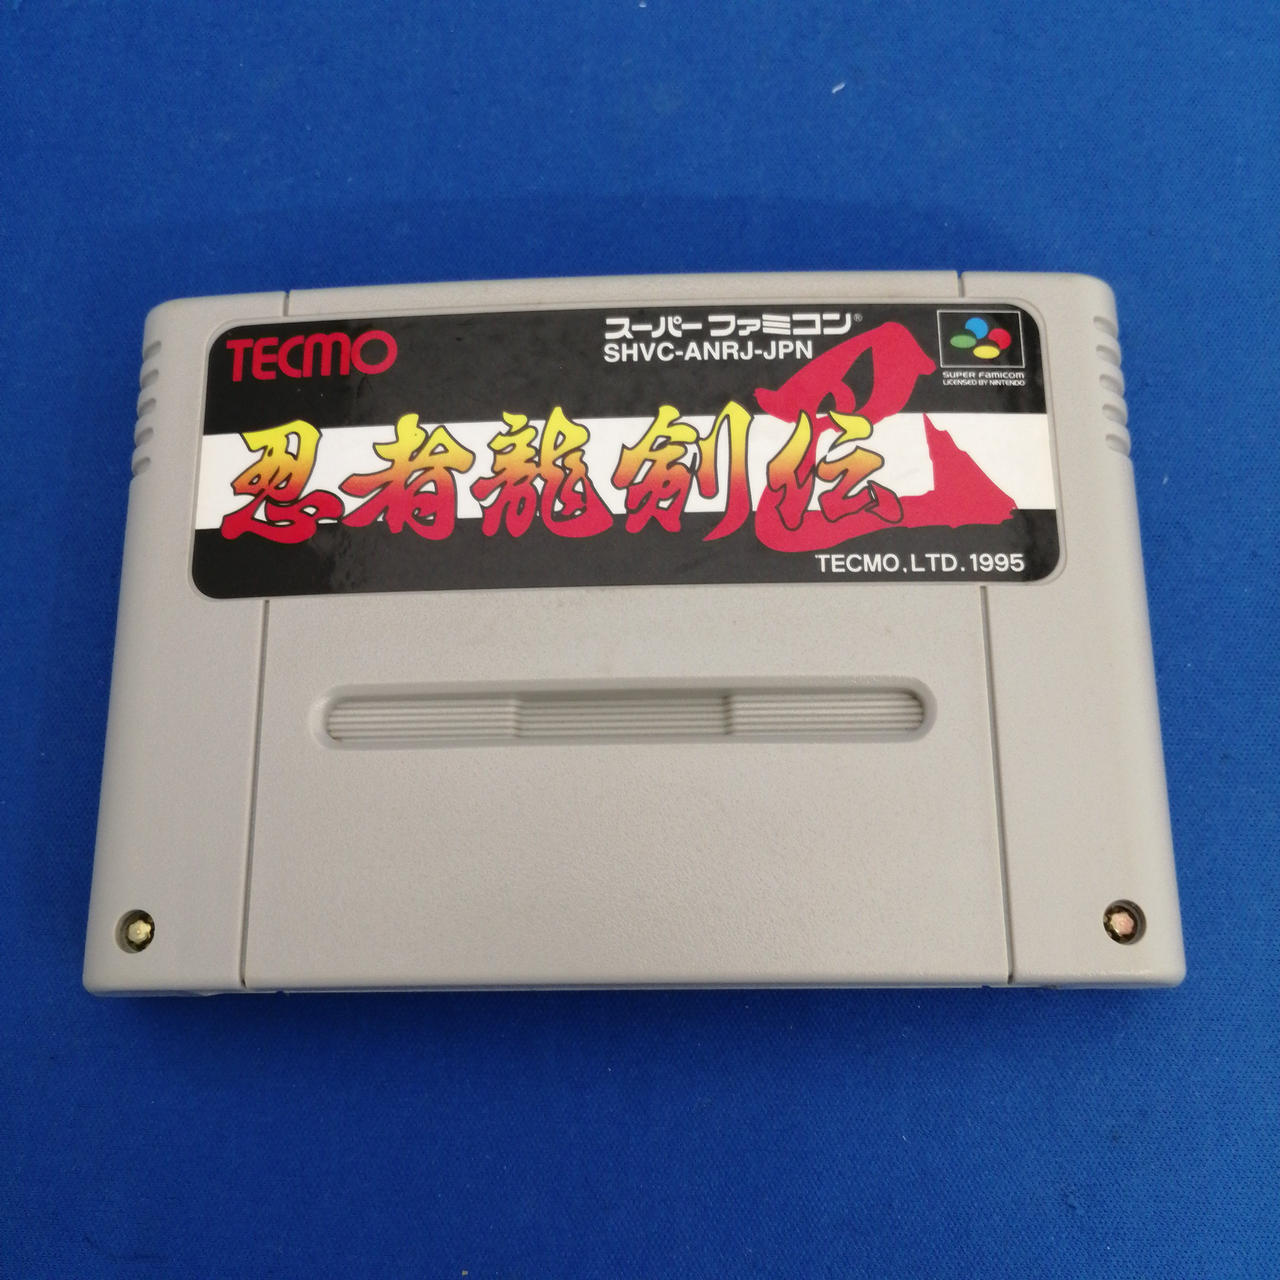 TECMO
スーパーファミコン®
SHVC-ANRJ-JPN
SUPER FAMICOM
LICENSED BY NINTENDO
忍者龍剣伝
巴
TECMO,LTD.1995